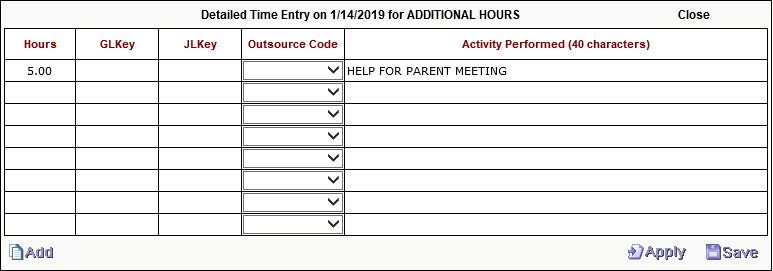 Detailed Time Entry on 1/14/2019 for ADDITIONAL HOURS Close
Hours GLKey JLKey Outsource Code Activity Performed (40 characters)
5.00 HELP FOR PARENT MEETING
Add Apply Save